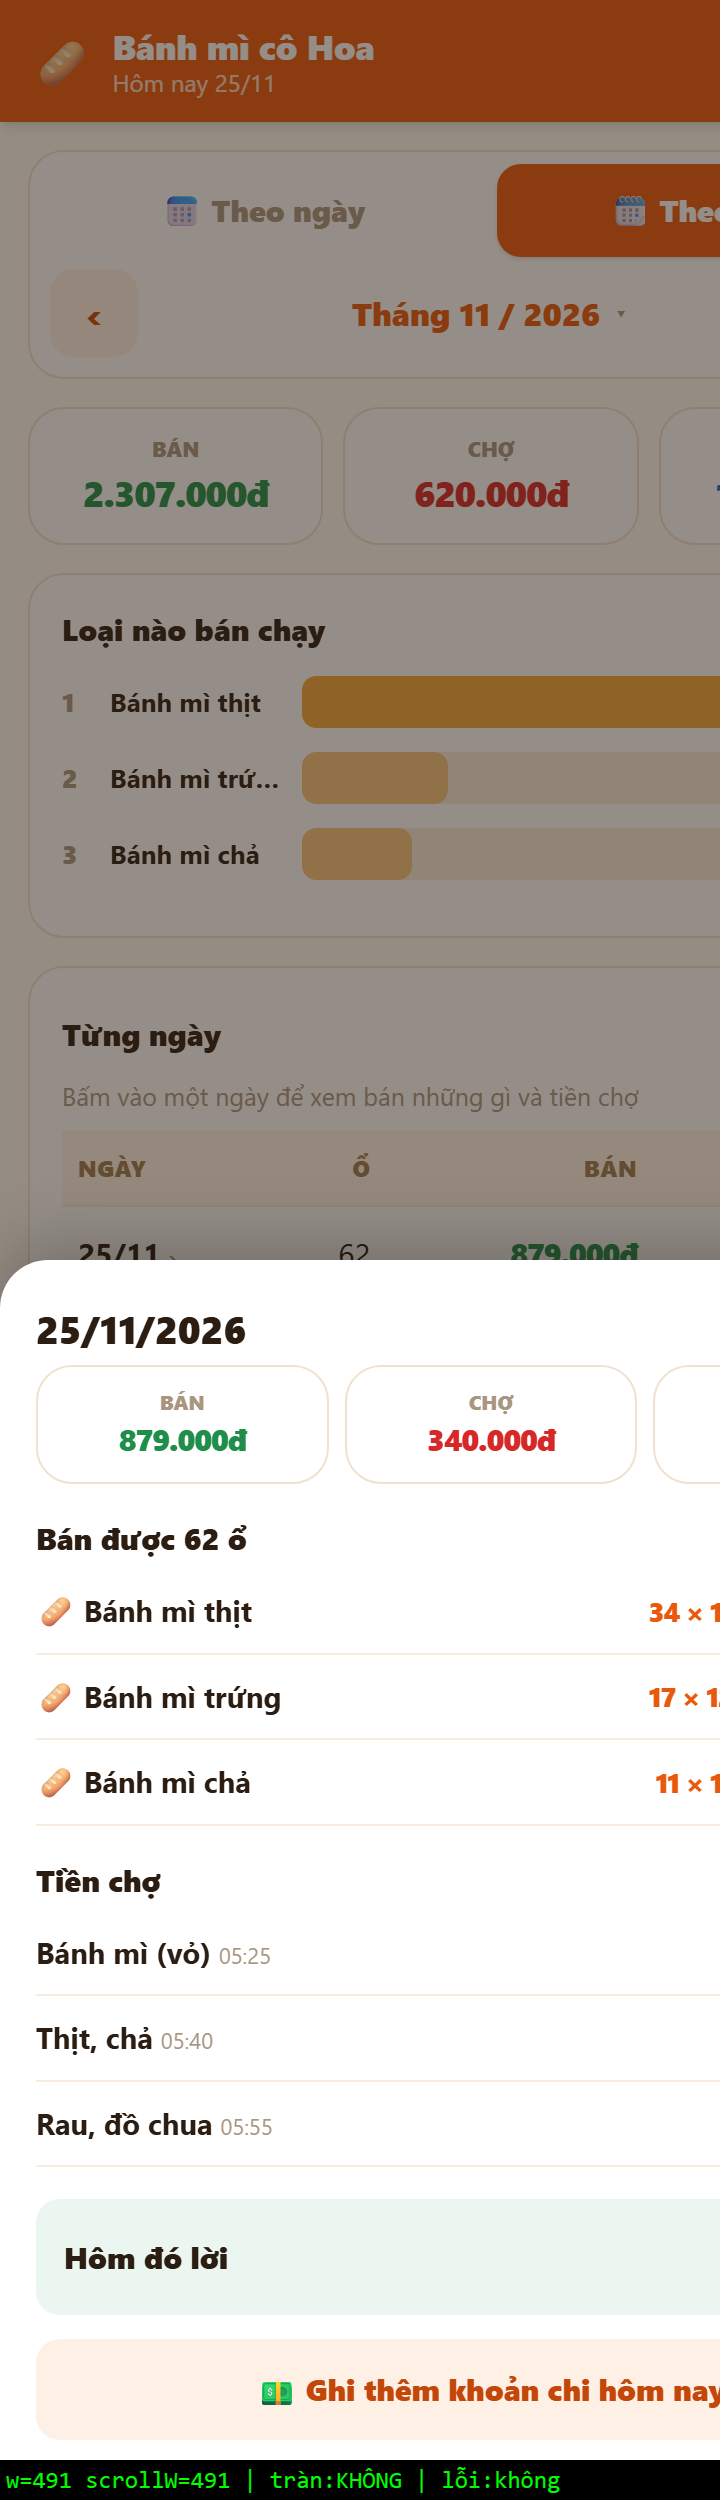 Bánh mì cô Hoa
Hôm nay 25/11
Theo ngày
Tháng 11 / 2026
BÁN
2.307.000đ
CHỢ
620.000đ
Loại nào bán chạy
1 Bánh mì thịt
2 Bánh mì trứ...
3 Bánh mì chả
Từng ngày
Bấm vào một ngày để xem bán những gì và tiền chợ
NGÀY Ổ BÁN
25/11 62 879.000đ
25/11/2026
BÁN
879.000đ
CHỢ
340.000đ
Bán được 62 ổ
Bánh mì thịt 34 ×
Bánh mì trứng 17 ×
Bánh mì chả 11 ×
Tiền chợ
Bánh mì (vỏ) 05:25
Thịt, chả 05:40
Rau, đồ chua 05:55
Hôm đó lời
Ghi thêm khoản chi hôm nay
w=491 scrollW=491 | tràn:KHÔNG | lỗi:không